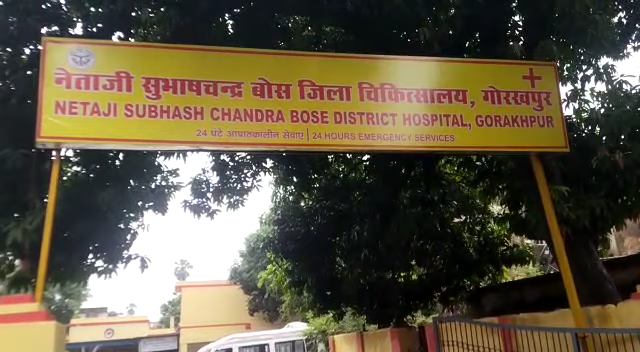 नेताजी सुभाषचन्द्र बोस जिला चिकित्सालय, गोरखपुर
NETAJI SUBHASH CHANDRA BOSE DISTRICT HOSPITAL, GORAKHPUR
24 घंटे आपातकालीन सेवाएं | 24 HOURS EMERGENCY SERVICES